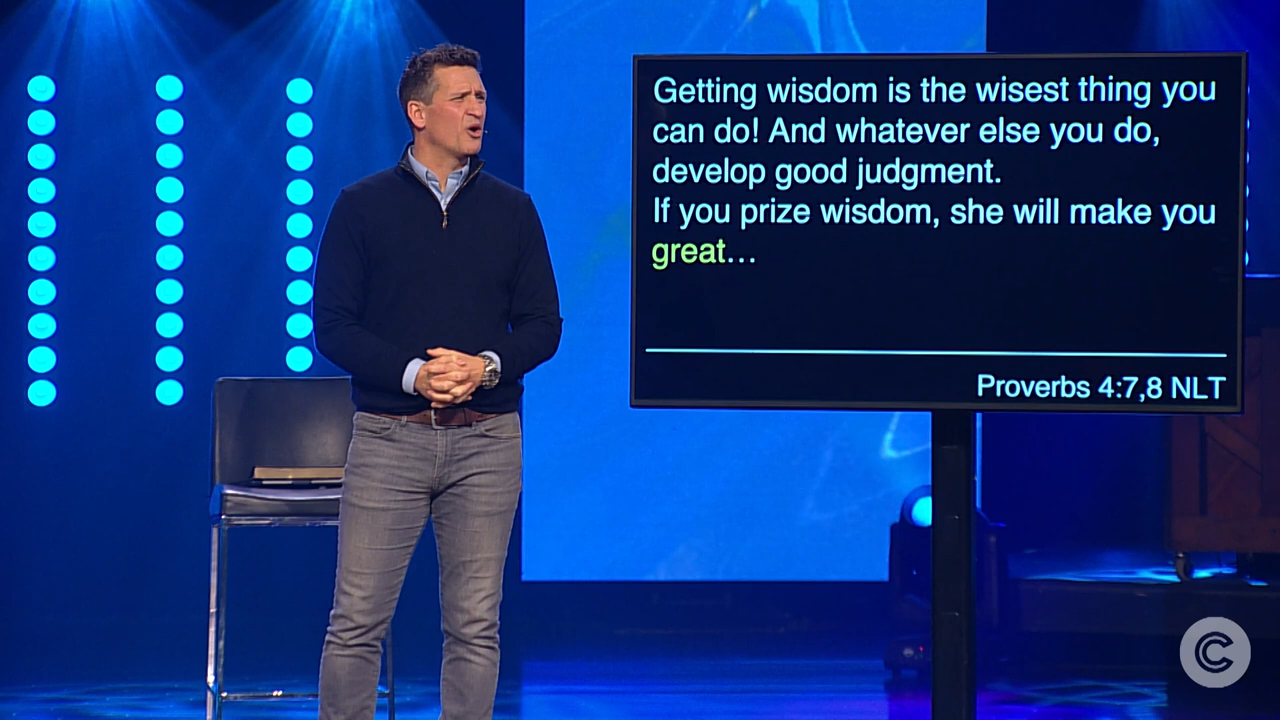 Getting wisdom is the wisest thing you
can do! And whatever else you do,
develop good judgment.
If you prize wisdom, she will make you
great…
Proverbs 4:7,8 NLT
C